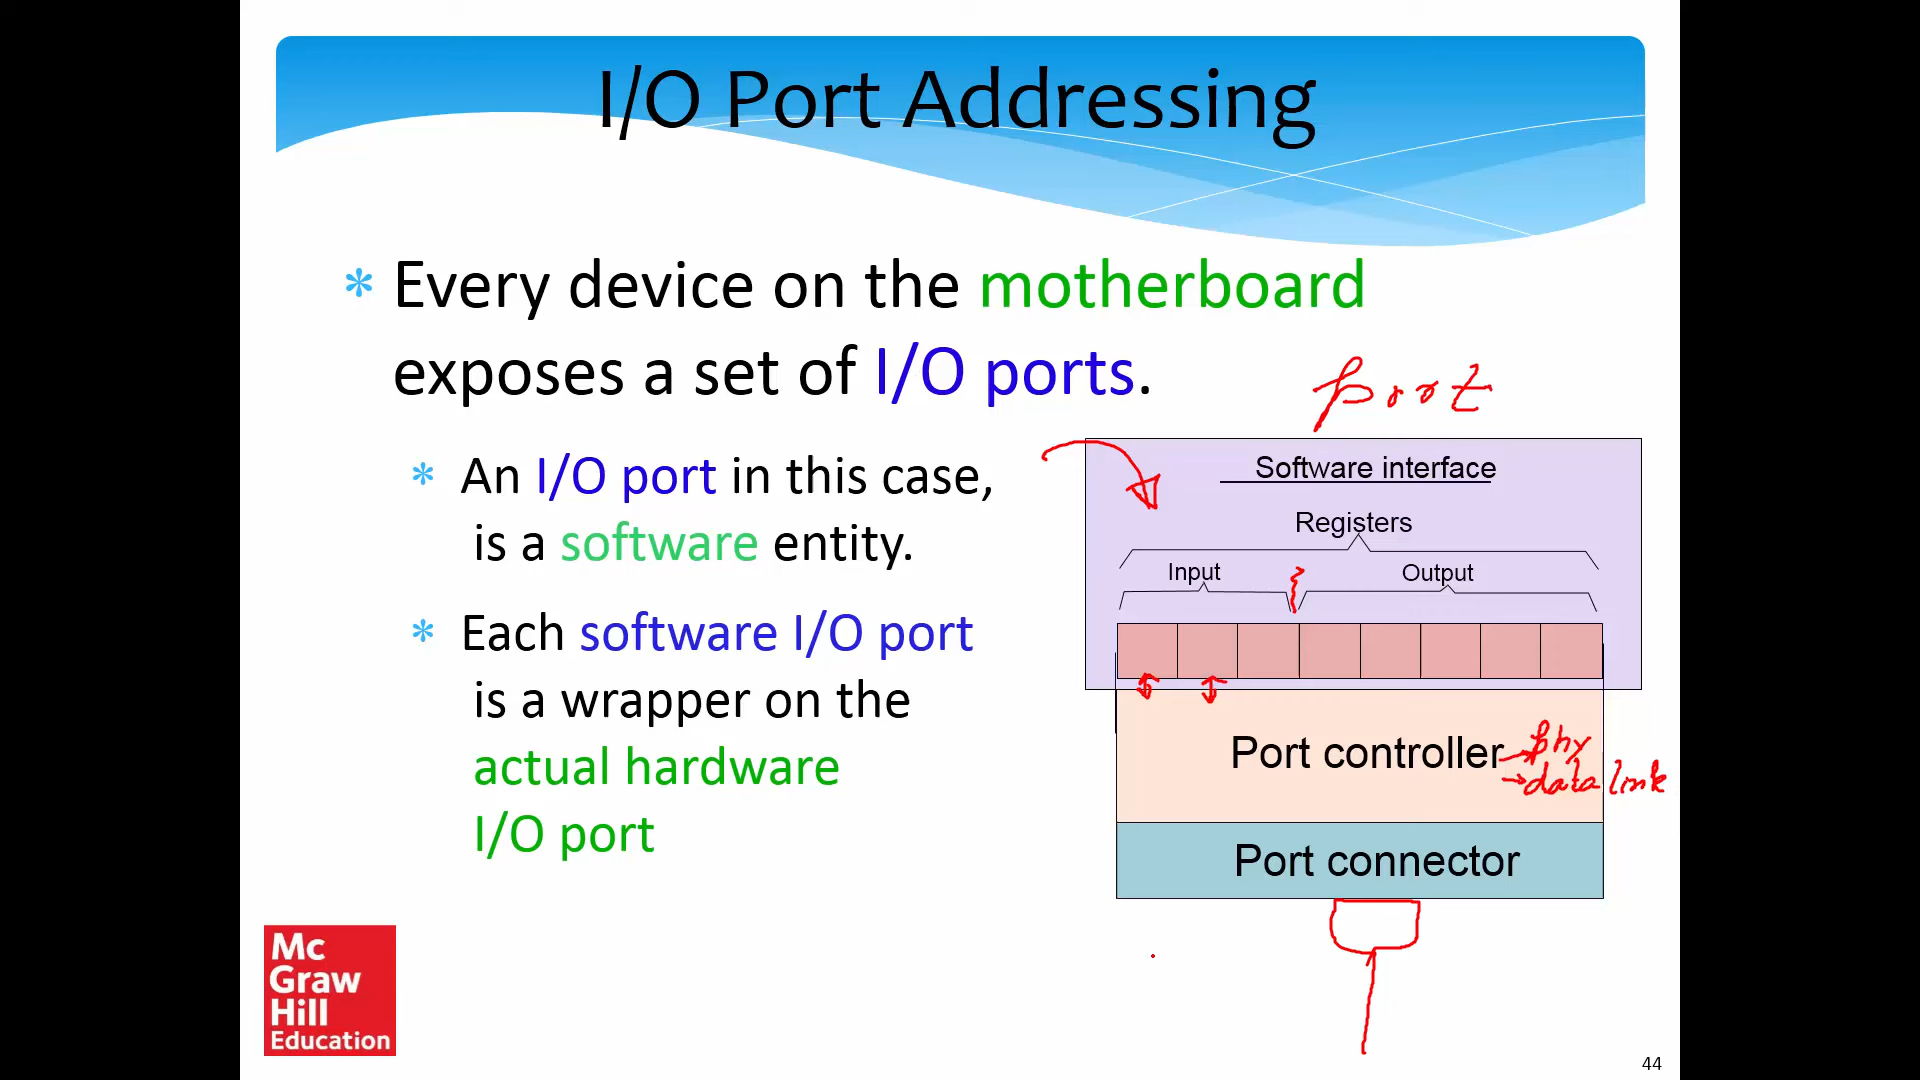 I/O Port Addressing
* Every device on the motherboard
exposes a set of I/O ports.
* An I/O port in this case,
is a software entity.
* Each software I/O port
is a wrapper on the
actual hardware
I/O port
port
Software interface
Registers
Input Output
Port controller
phy
data link
Port connector
Mc
Graw
Hill
Education
44